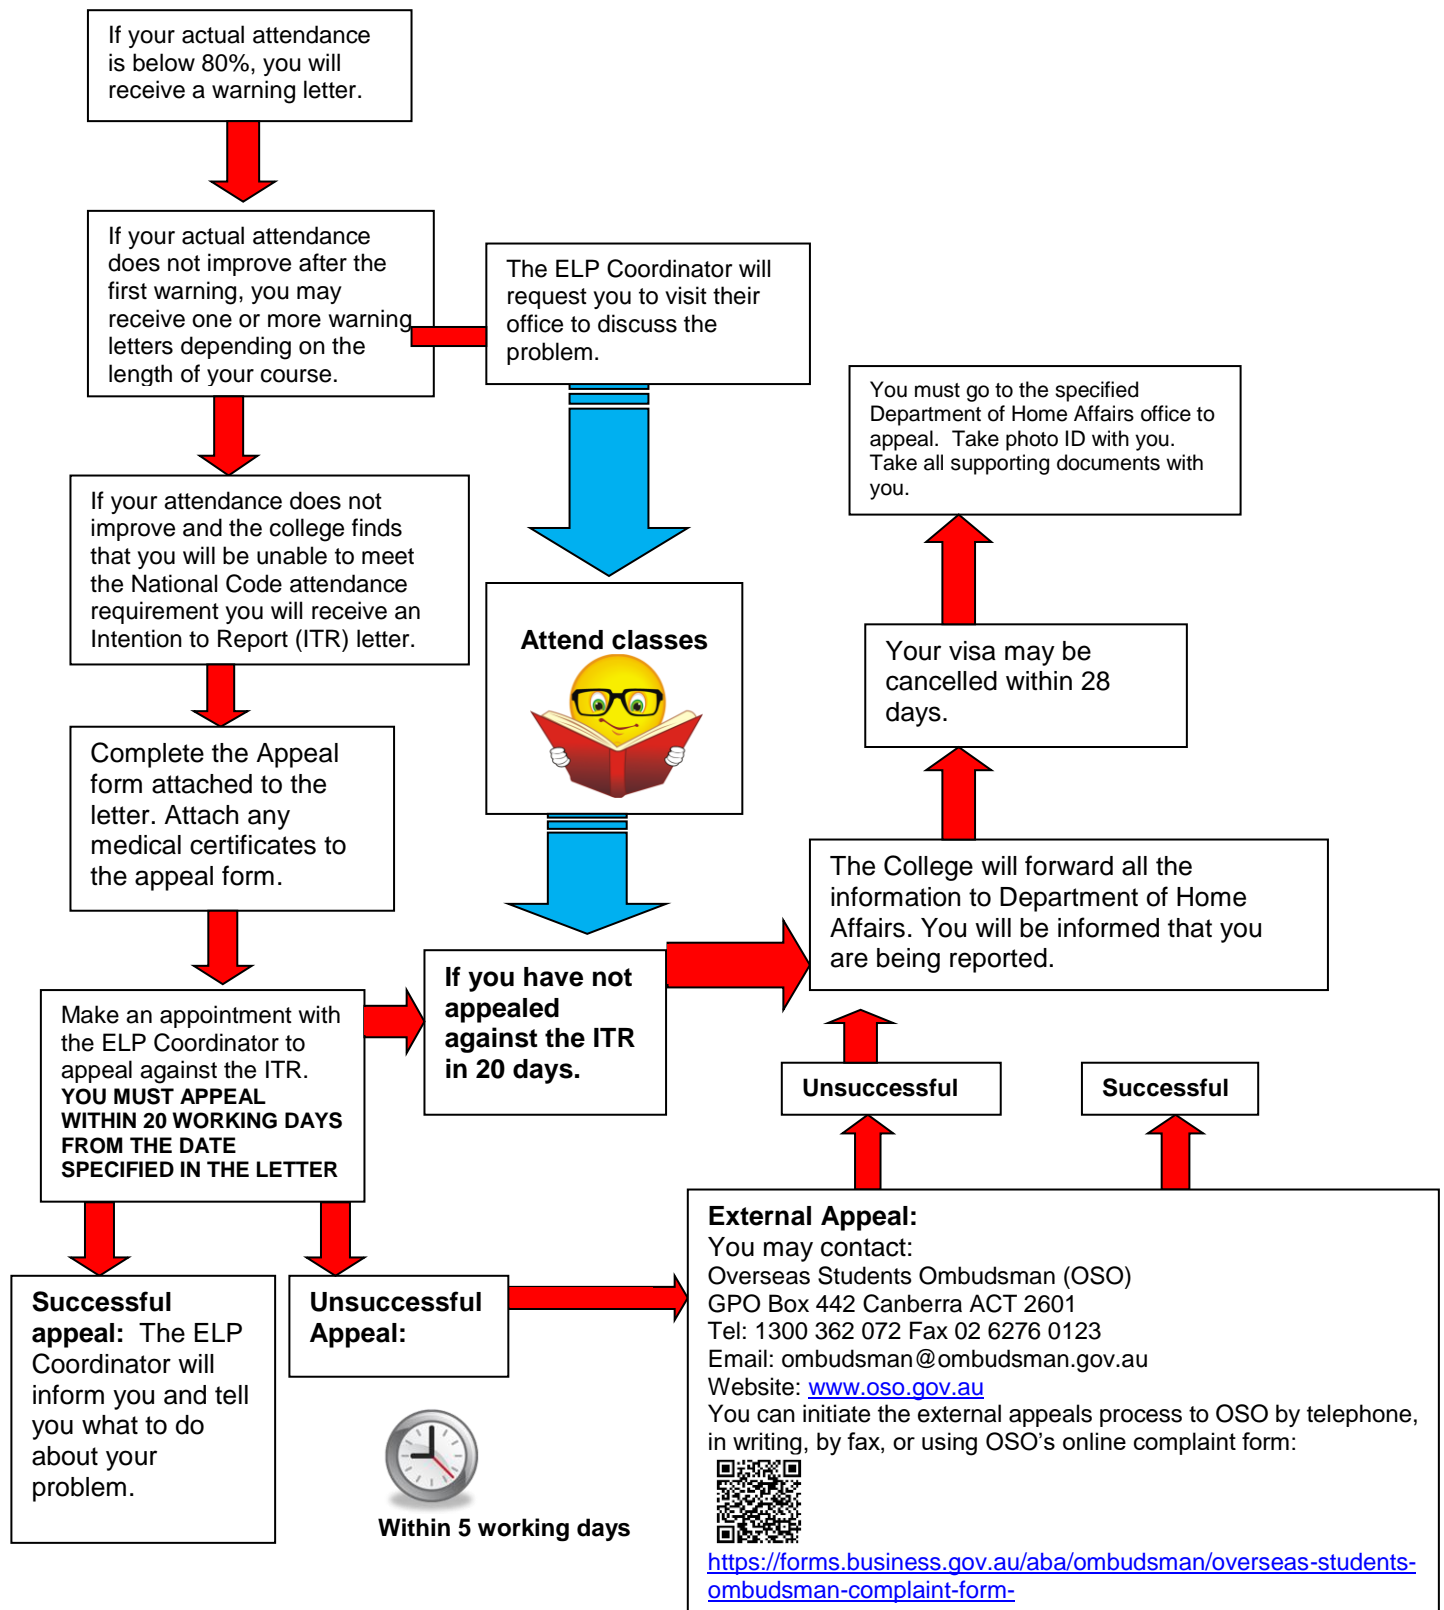 If your actual attendance
is below 80%, you will
receive a warning letter.
If your actual attendance
does not improve after the
first warning, you may
receive one or more warning
letters depending on the
length of your course.
The ELP Coordinator will
request you to visit their
office to discuss the
problem.
You must go to the specified
Department of Home Affairs office to
appeal. Take photo ID with you.
Take all supporting documents with
you.
If your attendance does not
improve and the college finds
that you will be unable to meet
the National Code attendance
requirement you will receive an
Intention to Report (ITR) letter.
Attend classes
Your visa may be
cancelled within 28
days.
Complete the Appeal
form attached to the
letter. Attach any
medical certificates to
the appeal form.
The College will forward all the
information to Department of Home
Affairs. You will be informed that you
are being reported.
If you have not
appealed
against the ITR
in 20 days.
Make an appointment with
the ELP Coordinator to
appeal against the ITR.
YOU MUST APPEAL
WITHIN 20 WORKING DAYS
FROM THE DATE
SPECIFIED IN THE LETTER
Unsuccessful
Successful
Successful
appeal: The ELP
Coordinator will
inform you and tell
you what to do
about your
problem.
Unsuccessful
Appeal:
Within 5 working days
External Appeal:
You may contact:
Overseas Students Ombudsman (OSO)
GPO Box 442 Canberra ACT 2601
Tel: 1300 362 072 Fax 02 6276 0123
Email: ombudsman@ombudsman.gov.au
Website: www.oso.gov.au
You can initiate the external appeals process to OSO by telephone,
in writing, by fax, or using OSO's online complaint form:
https://forms.business.gov.au/aba/ombudsman/overseas-students-
ombudsman-complaint-form-